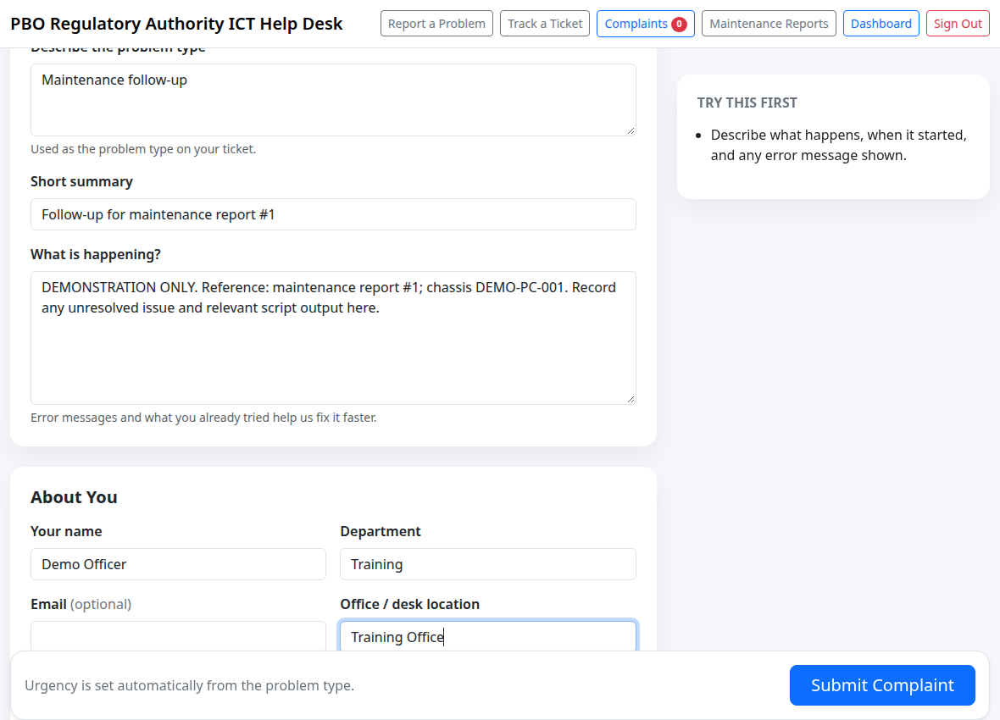 PBO Regulatory Authority ICT Help Desk
Report a Problem
Track a Ticket
Complaints 0
Maintenance Reports
Dashboard
Sign Out
Describe the problem type
Maintenance follow-up
Used as the problem type on your ticket.
Short summary
Follow-up for maintenance report #1
What is happening?
DEMONSTRATION ONLY. Reference: maintenance report #1; chassis DEMO-PC-001. Record
any unresolved issue and relevant script output here.
Error messages and what you already tried help us fix it faster.
About You
Your name
Department
Demo Officer
Training
Email (optional)
Office / desk location
Training Office
Urgency is set automatically from the problem type.
Submit Complaint
TRY THIS FIRST
Describe what happens, when it started,
and any error message shown.